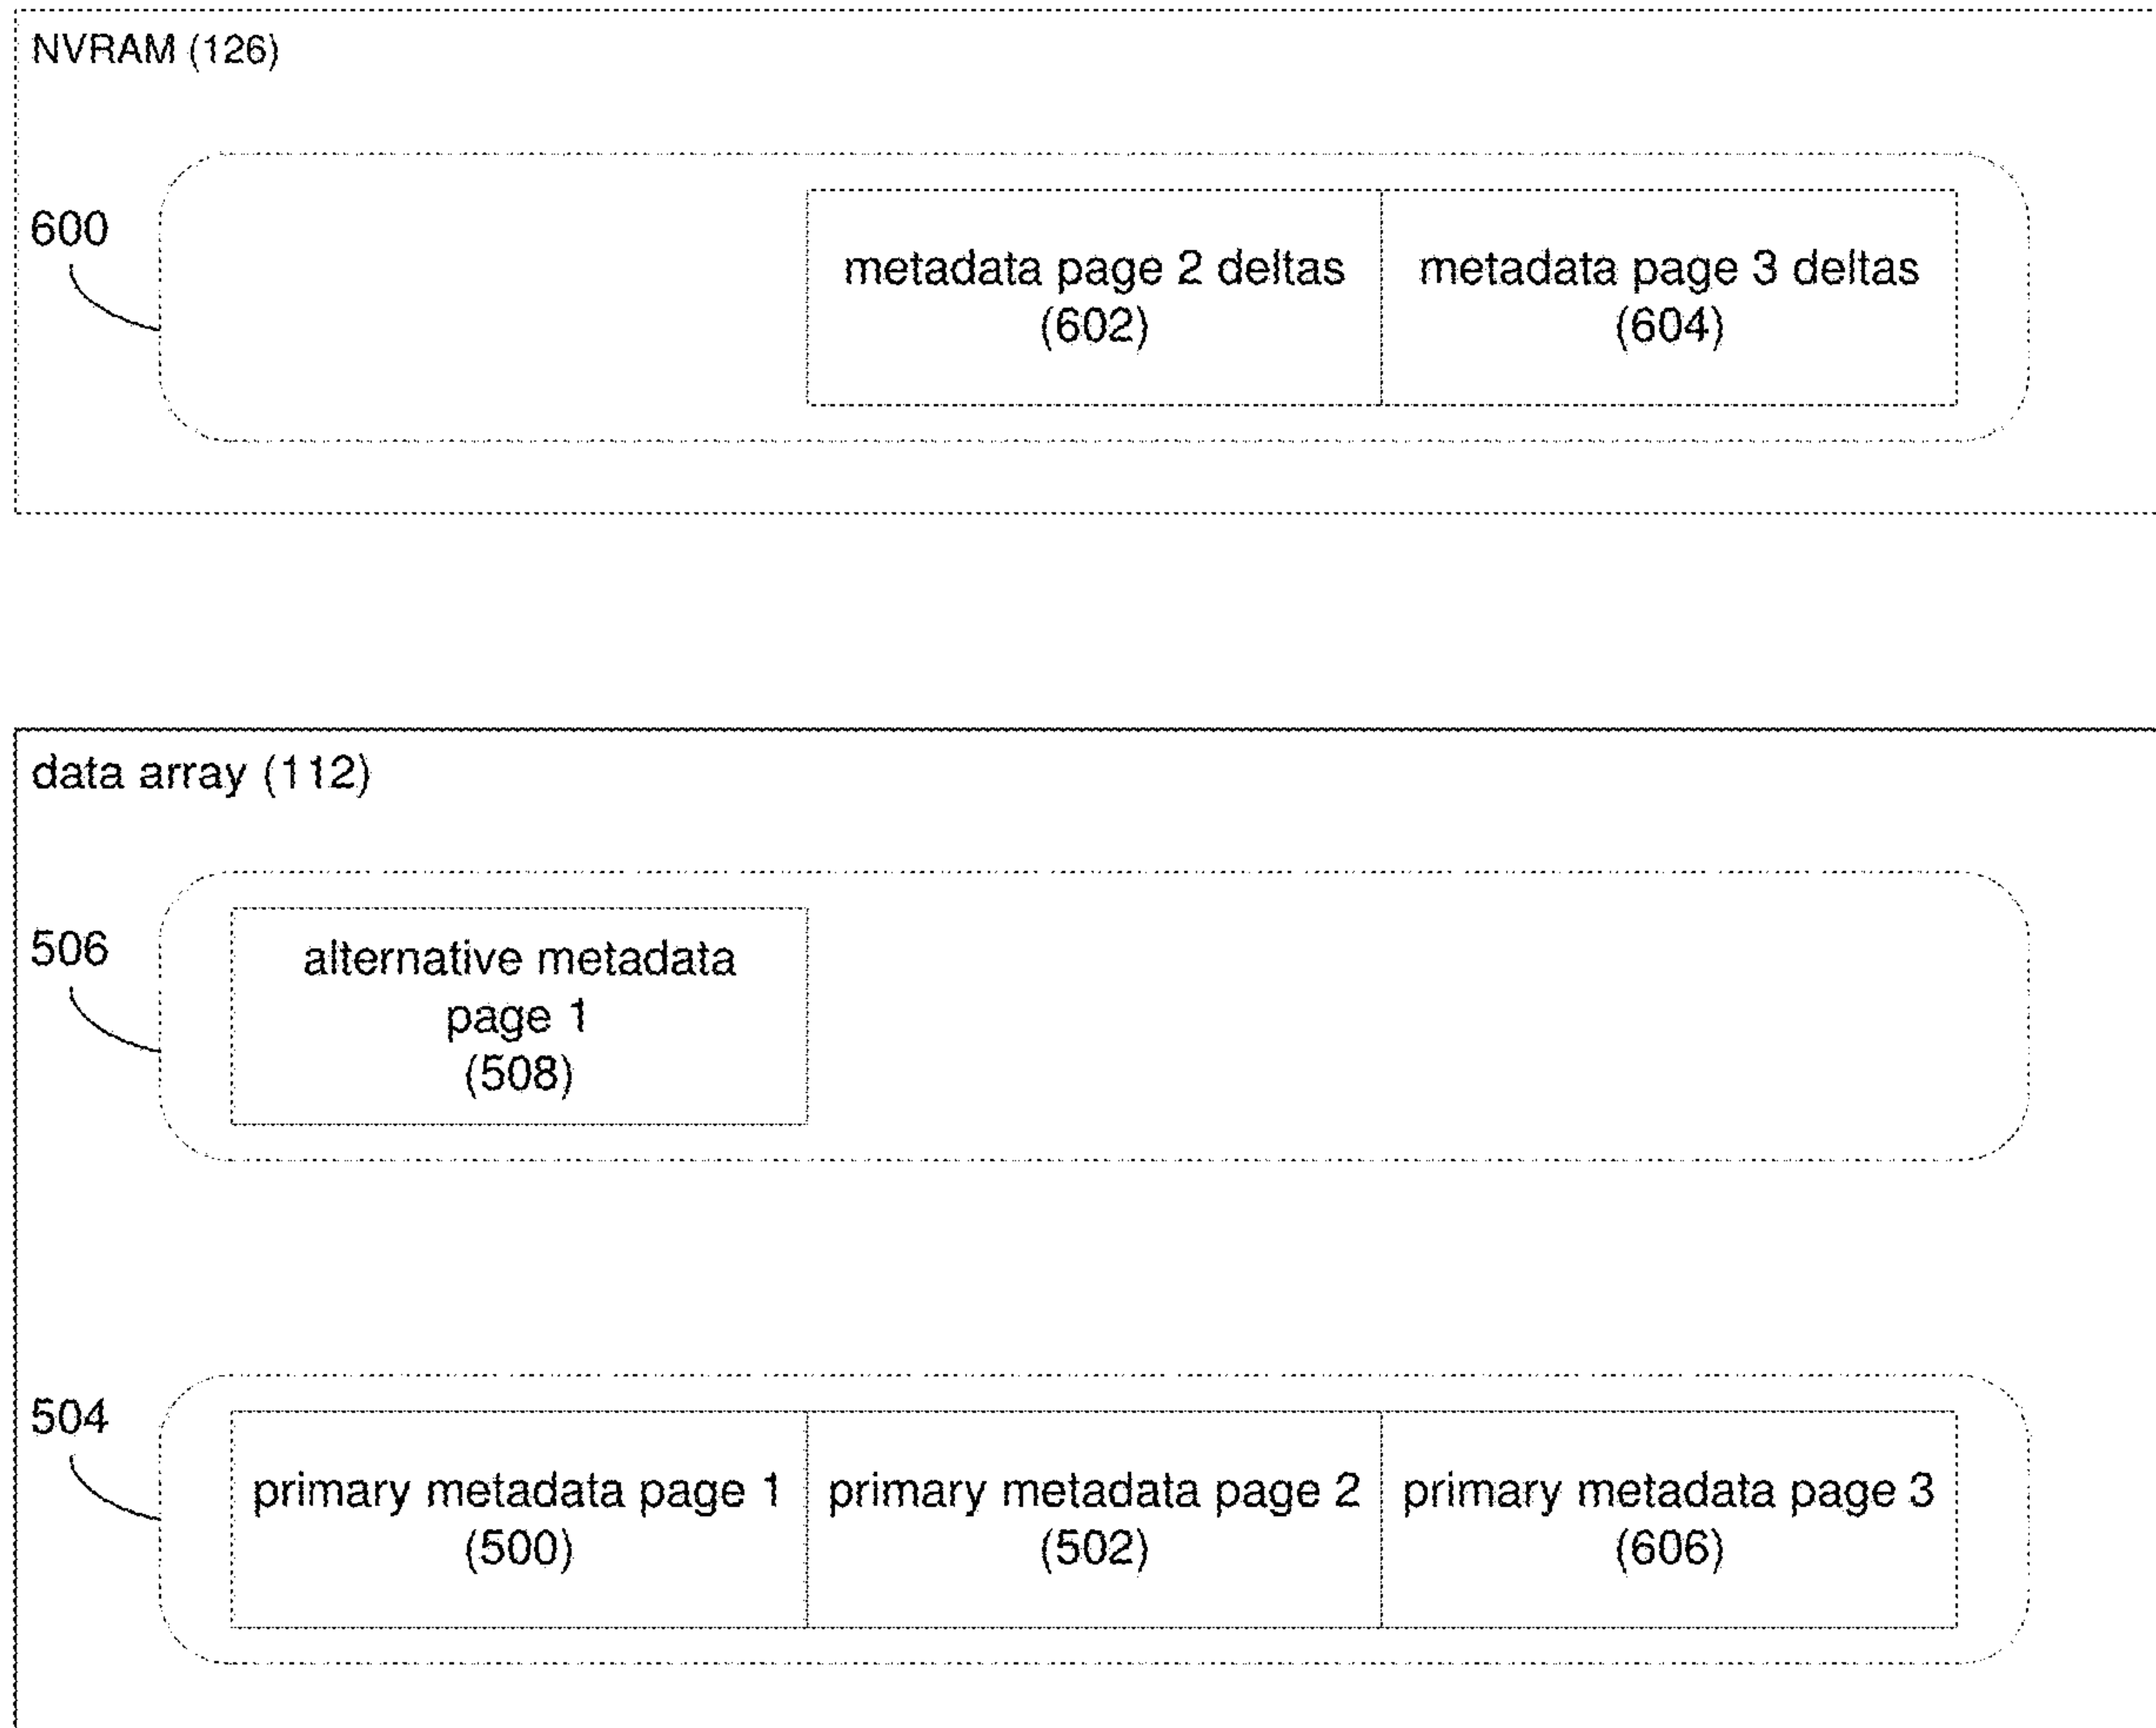 NVRAM (126)
600
metadata page 2 deltas
(602)
metadata page 3 deltas
(604)
data array (112)
506
alternative metadata
page 1
(508)
504
primary metadata page 1
(500)
primary metadata page 2
(502)
primary metadata page 3
(606)